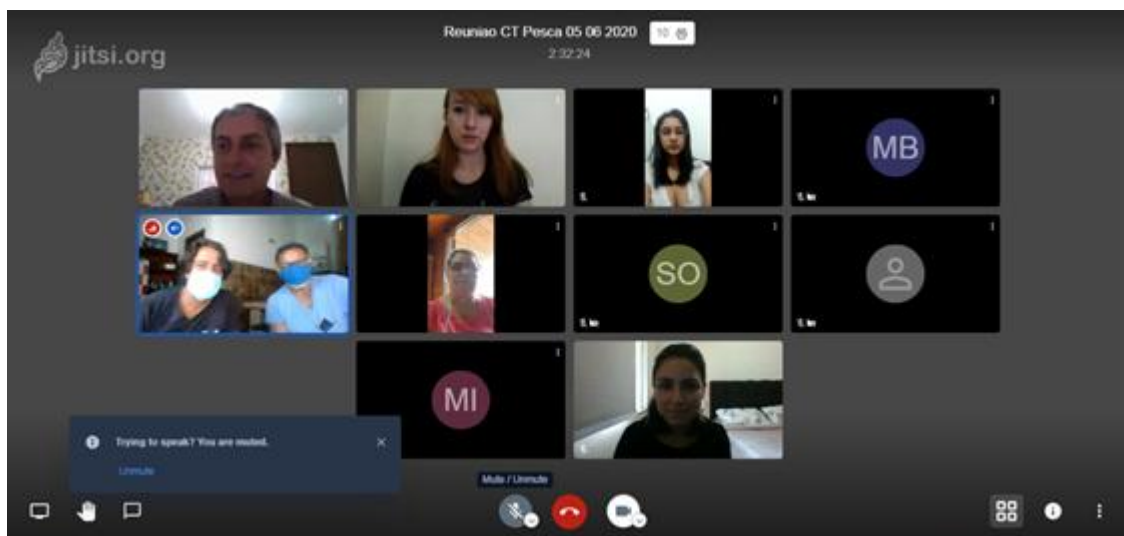 jitsi.org
Reuniao CT Pesca 05 06 2020
10
2:32:24
MB
SO
MI
Trying to speak? You are muted.
Unmute
Mute / Unmute